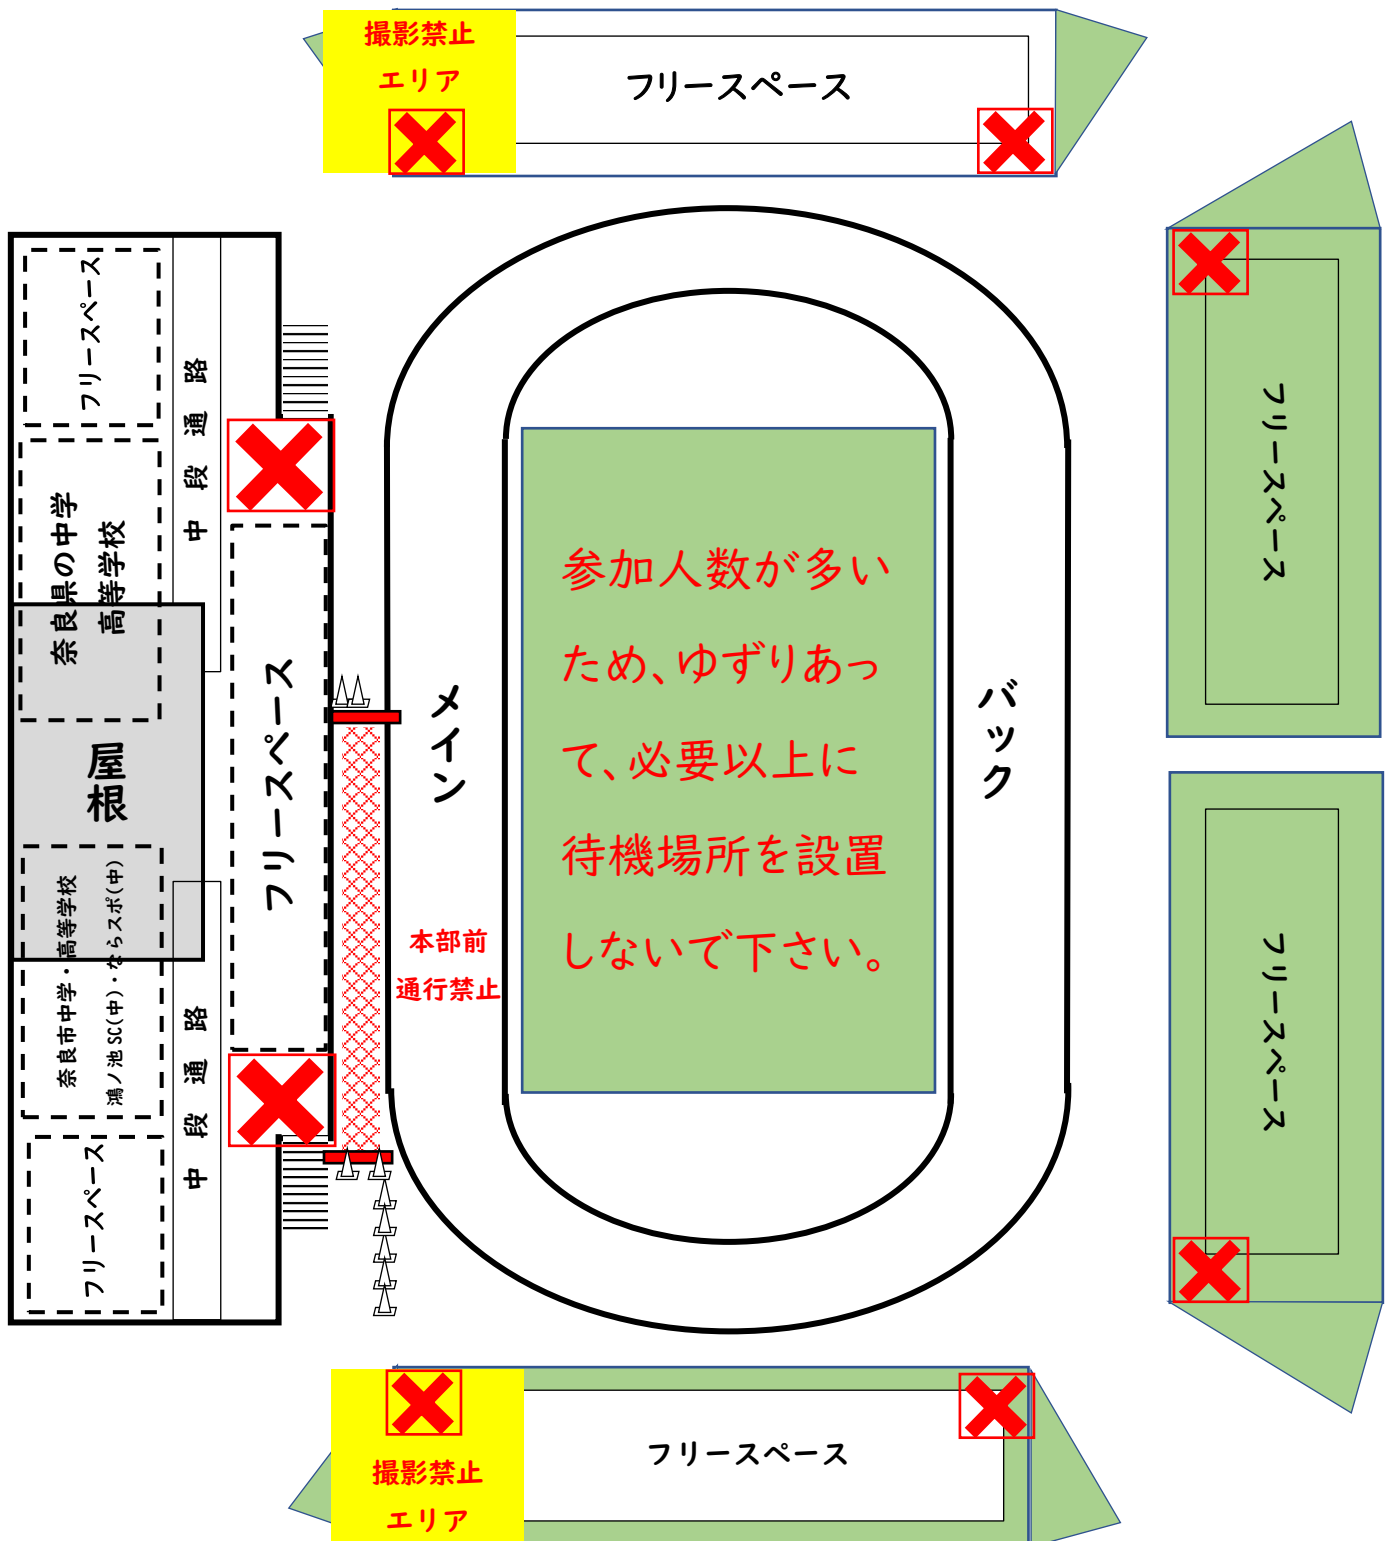 撮影禁止
エリア
フリースペース
フリースペース
中段通路
奈良県の中学
高等学校
フリースペース
屋根
奈良市中学・高等学校
鴻ノ池SC(中)・ならスポ(中)
中段通路
フリースペース
メイン
本部前
通行禁止
参加人数が多い
ため、ゆずりあっ
て、必要以上に
待機場所を設置
しないで下さい。
バック
フリースペース
フリースペース
撮影禁止
エリア
フリースペース